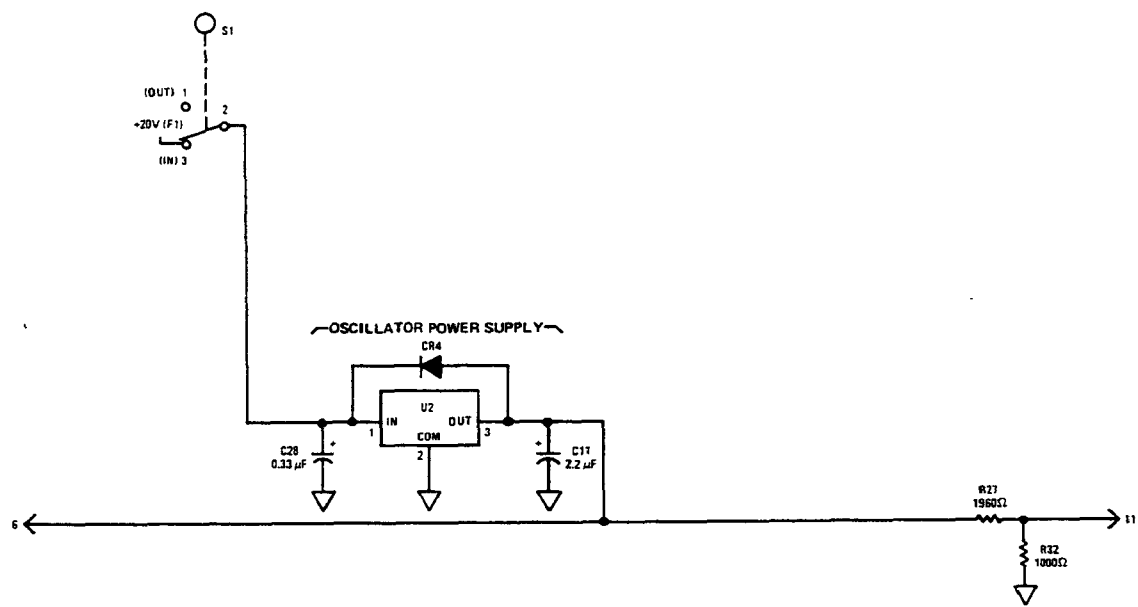 S1
(OUT) 1
2
+20V (F1)
(IN) 3
OSCILLATOR POWER SUPPLY
CR4
U2
IN
OUT
1
3
COM
2
+
C28
0.33 µF
+
C17
2.2 µF
R27
1960Ω
6
11
R32
1000Ω